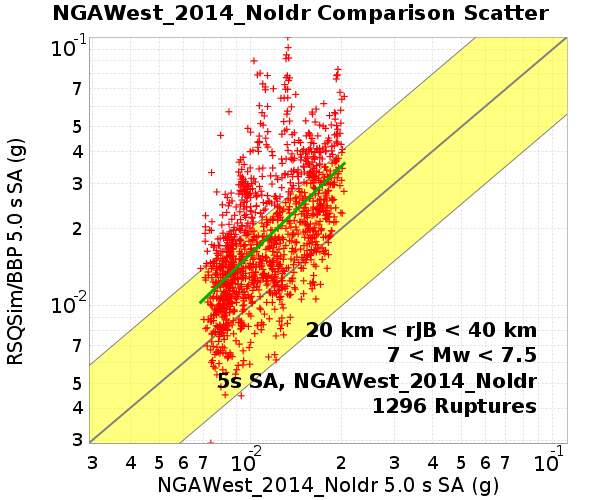 NGAWest_2014_NoIdr Comparison Scatter
10-1
7
5
4
3
2
10-2
7
5
4
3
RSQSim/BBP 5.0 s SA (g)
20 km < rJB < 40 km
7 < Mw < 7.5
5s SA, NGAWest_2014_NoIdr
1296 Ruptures
3 4 5 6 7 10-2 2 3 4 5 6 7 10-1
NGAWest_2014_NoIdr 5.0 s SA (g)